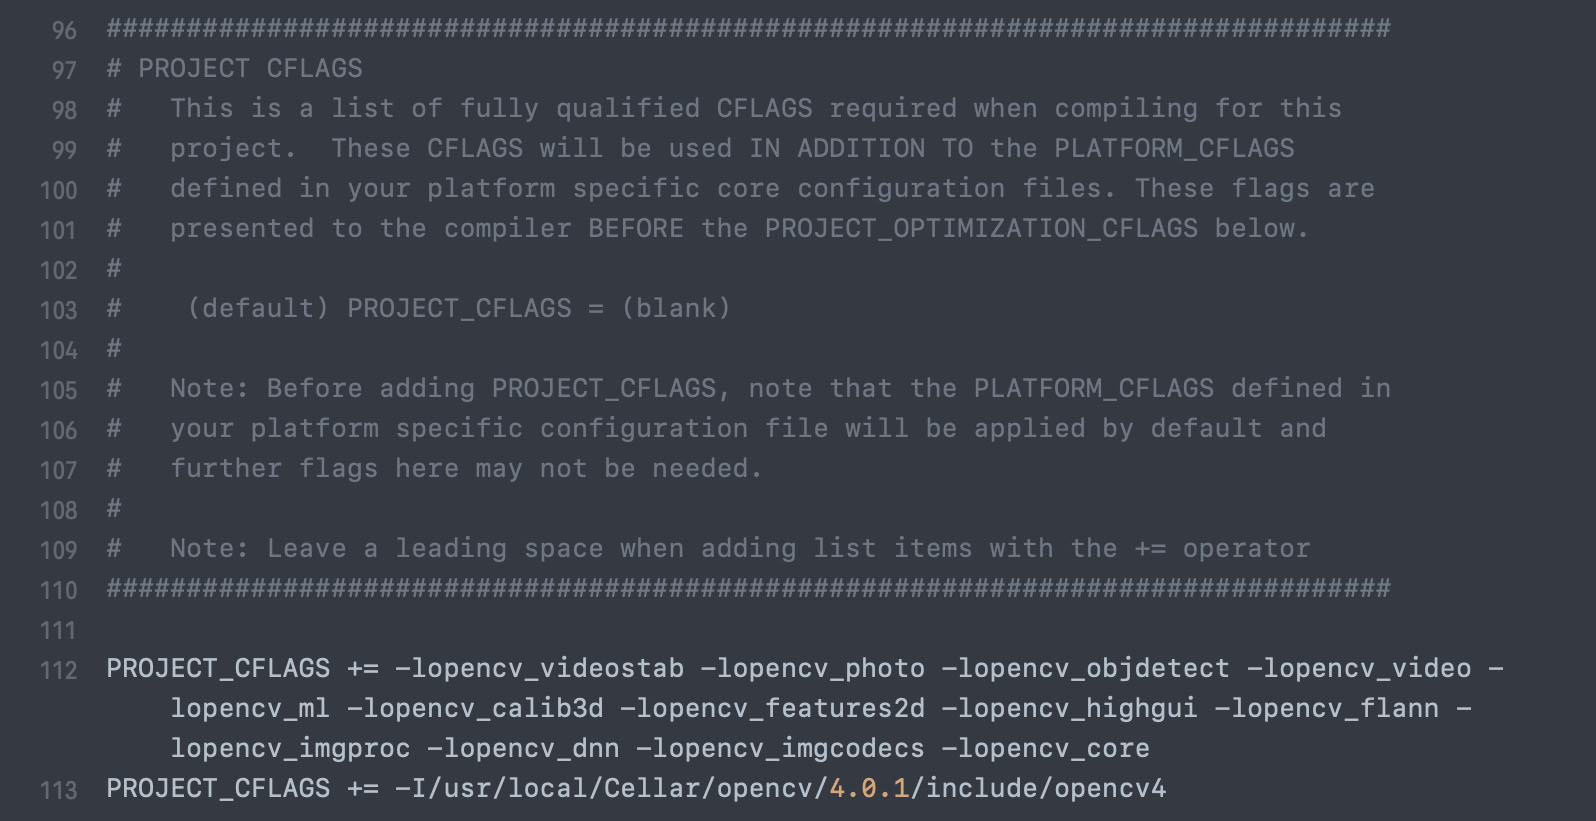 96 ################################################################################
97 # PROJECT CFLAGS
98 #   This is a list of fully qualified CFLAGS required when compiling for this
99 #   project.  These CFLAGS will be used IN ADDITION TO the PLATFORM_CFLAGS
100 #   defined in your platform specific core configuration files. These flags are
101 #   presented to the compiler BEFORE the PROJECT_OPTIMIZATION_CFLAGS below.
102 #
103 #    (default) PROJECT_CFLAGS = (blank)
104 #
105 #   Note: Before adding PROJECT_CFLAGS, note that the PLATFORM_CFLAGS defined in
106 #   your platform specific configuration file will be applied by default and
107 #   further flags here may not be needed.
108 #
109 #   Note: Leave a leading space when adding list items with the += operator
110 ################################################################################
111
112 PROJECT_CFLAGS += -lopencv_videostab -lopencv_photo -lopencv_objdetect -lopencv_video -
lopencv_ml -lopencv_calib3d -lopencv_features2d -lopencv_highgui -lopencv_flann -
lopencv_imgproc -lopencv_dnn -lopencv_imgcodecs -lopencv_core
113 PROJECT_CFLAGS += -I/usr/local/Cellar/opencv/4.0.1/include/opencv4